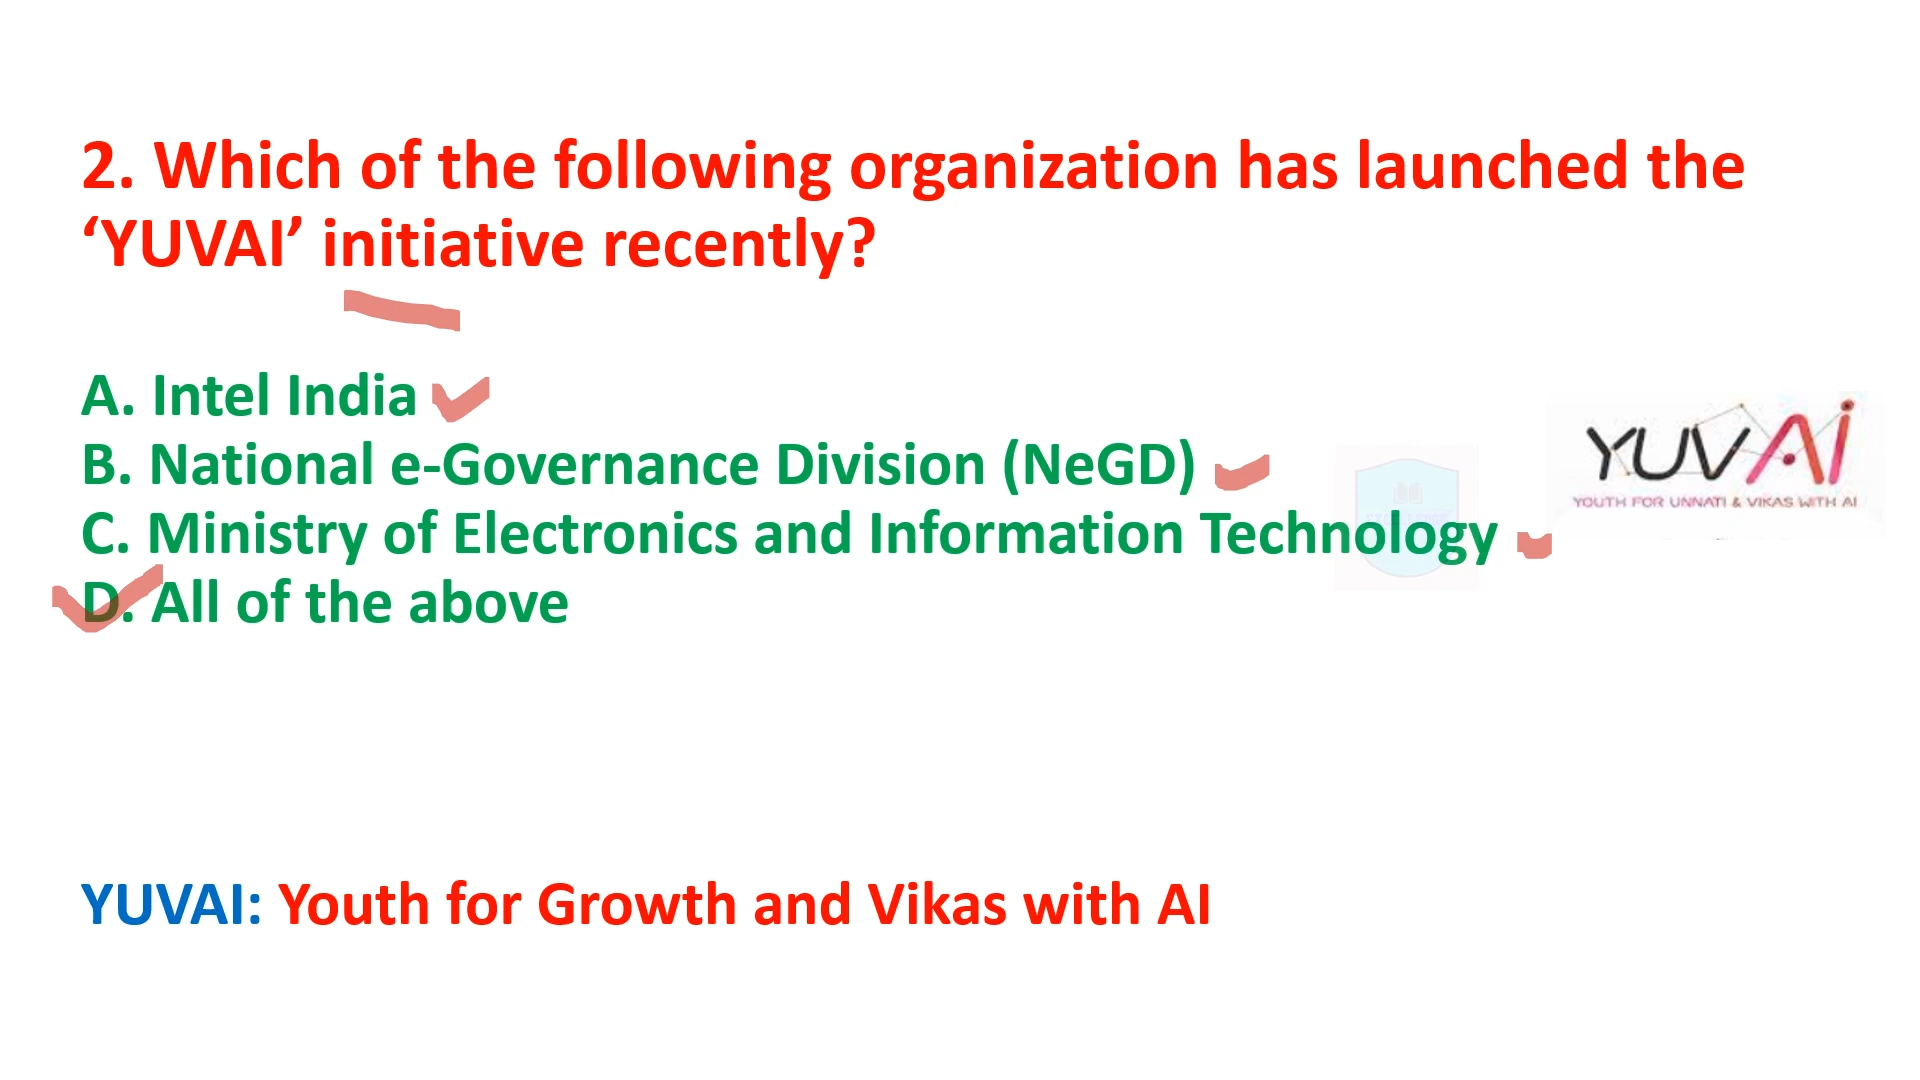 2. Which of the following organization has launched the
‘YUVAI’ initiative recently?
A. Intel India
B. National e-Governance Division (NeGD)
C. Ministry of Electronics and Information Technology
D. All of the above
YUVAi
YOUTH FOR UNNATI & VIKAS WITH AI
YUVAI: Youth for Growth and Vikas with AI